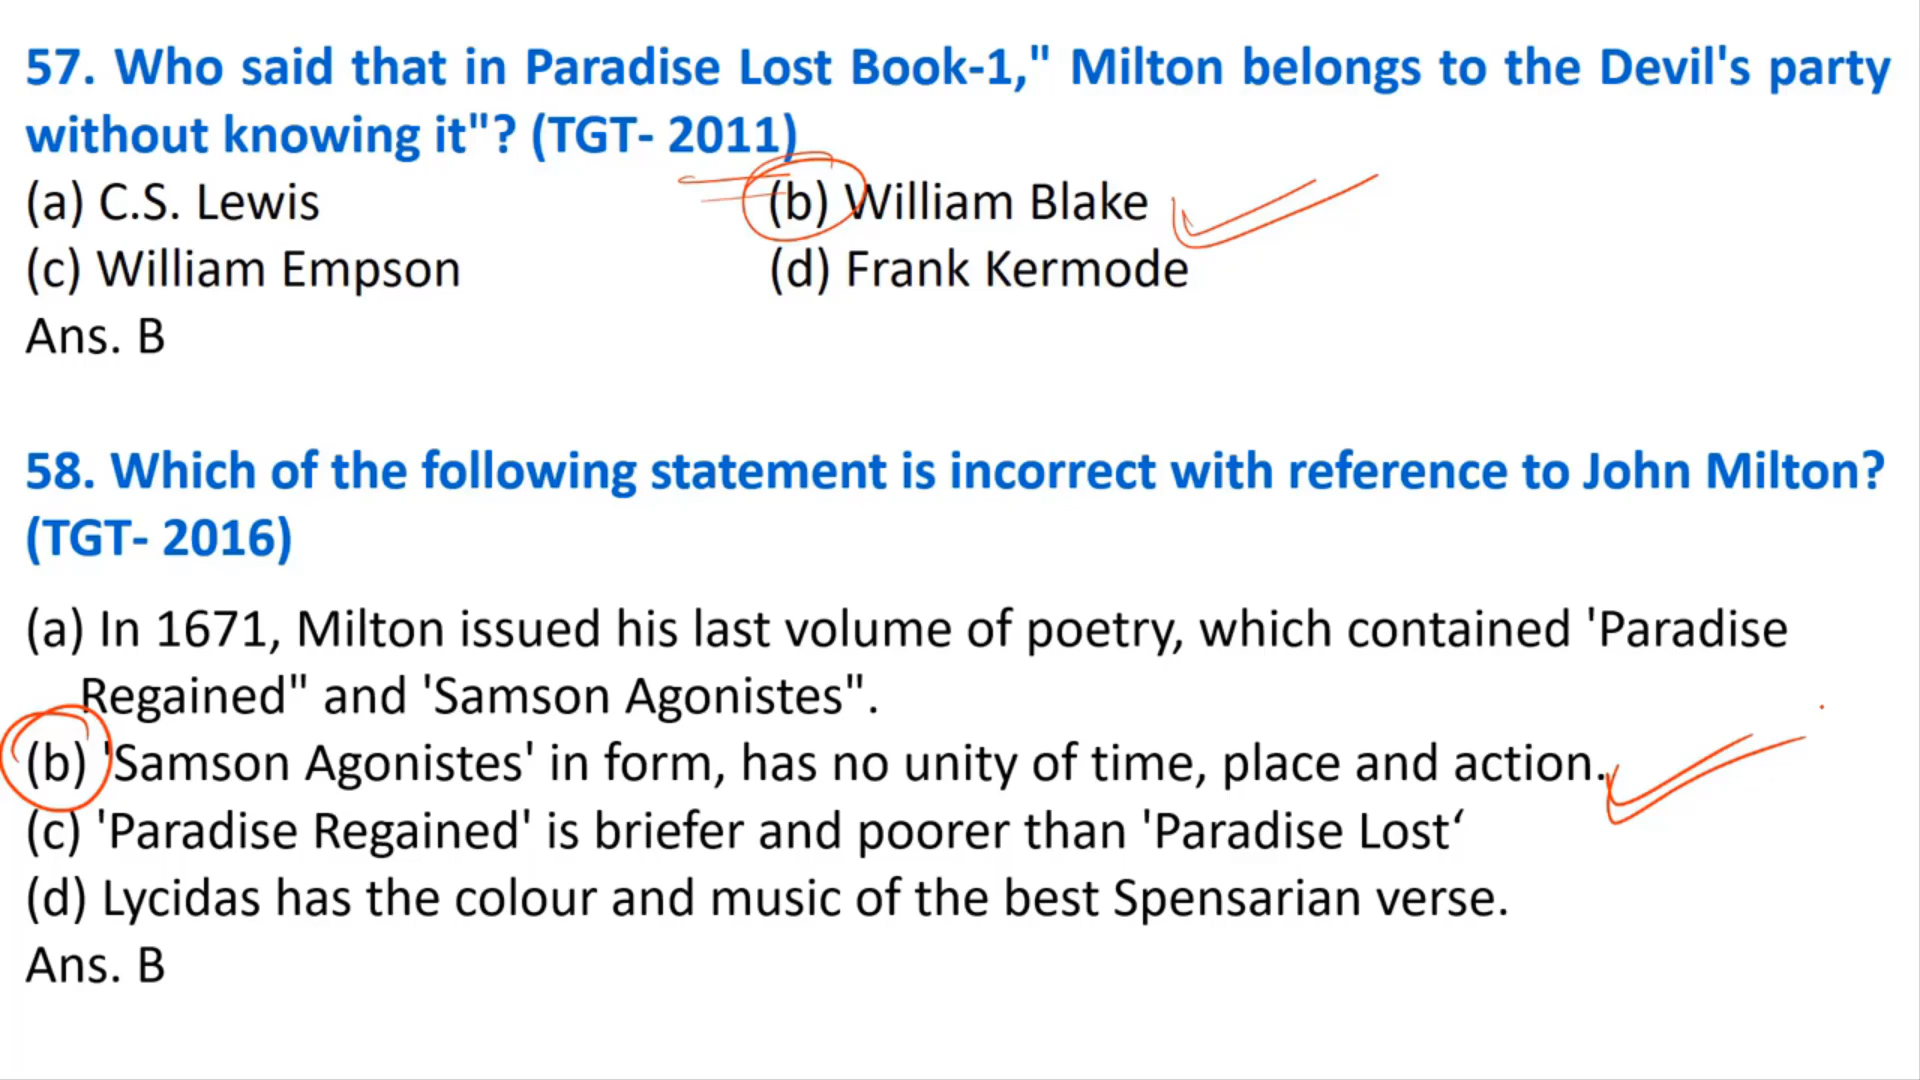 57. Who said that in Paradise Lost Book-1," Milton belongs to the Devil's party
without knowing it"? (TGT- 2011)
(a) C.S. Lewis (b) William Blake
(c) William Empson (d) Frank Kermode
Ans. B
58. Which of the following statement is incorrect with reference to John Milton?
(TGT- 2016)
(a) In 1671, Milton issued his last volume of poetry, which contained 'Paradise
Regained" and 'Samson Agonistes".
(b) 'Samson Agonistes' in form, has no unity of time, place and action.
(c) 'Paradise Regained' is briefer and poorer than 'Paradise Lost‘
(d) Lycidas has the colour and music of the best Spensarian verse.
Ans. B